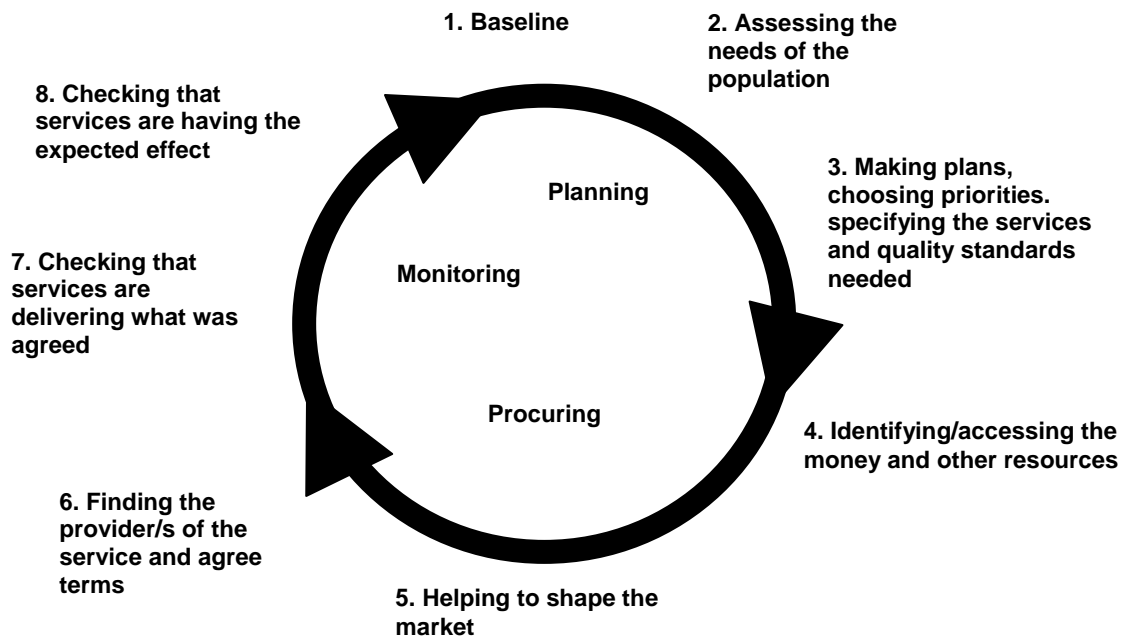 1. Baseline
2. Assessing the
needs of the
population
3. Making plans,
choosing priorities.
specifying the services
and quality standards
needed
4. Identifying/accessing the
money and other resources
5. Helping to shape the
market
6. Finding the
provider/s of the
service and agree
terms
7. Checking that
services are
delivering what was
agreed
8. Checking that
services are having the
expected effect
Planning
Monitoring
Procuring